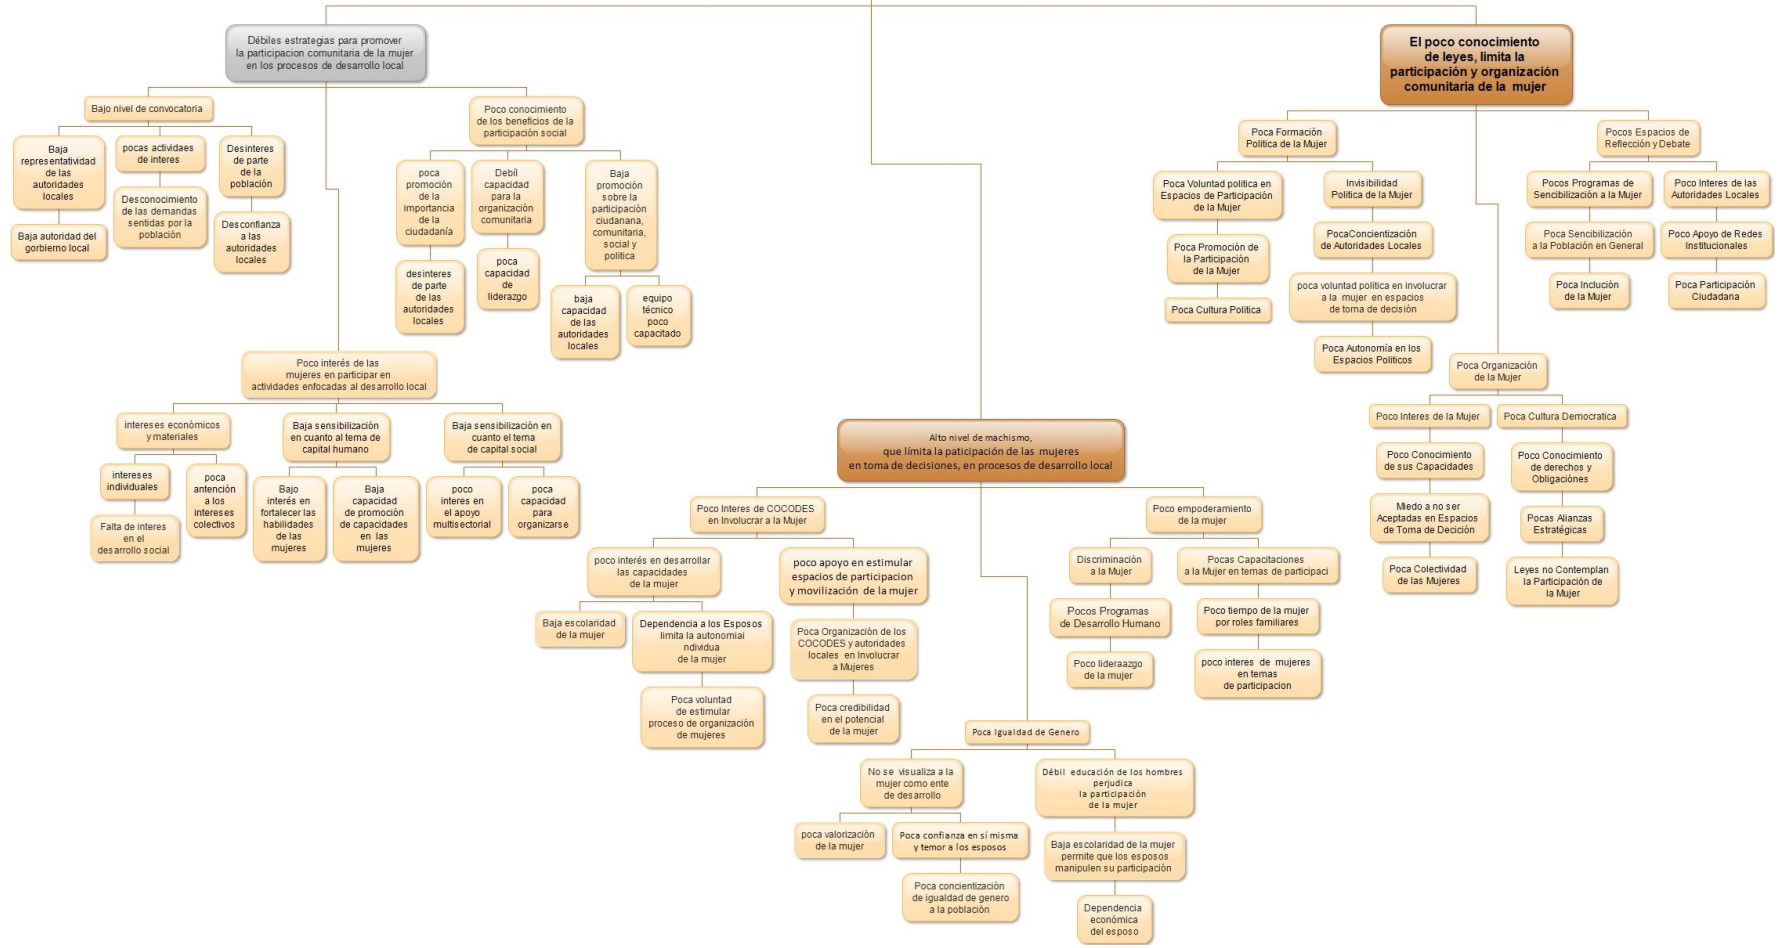 Débiles estrategias para promover
la participacion comunitaria de la mujer
en los procesos de desarrollo local
Bajo nivel de convocatoria
Baja
representatividad
de las
autoridades
locales
Baja autoridad del
gorbierno local
pocas actividaes
de interes
Desconocimiento
de las demandas
sentidas por la
población
Desinteres
de parte
de la
población
Desconfianza
a las
autoridades
locales
Poco conocimiento
de los beneficios de la
participación social
poca
promoción
de la
importancia
de la
ciudadanía
desinteres
de parte
de las
autoridades
locales
Debíl
capacidad
para la
organización
comunitaria
poca
capacidad
de
liderazgo
Baja
promoción
sobre la
participación
ciudanana,
comunitaria,
social y
politica
baja
capacidad
de las
autoridades
locales
equipo
técnico
poco
capacitado
Poco interés de las
mujeres en participar en
actividades enfocadas al desarrollo local
intereses económicos
y materiales
intereses
individuales
Falta de interes
en el
desarrollo social
poca
antención
a los
intereses
colectivos
Baja sensibilización
en cuanto al tema de
capital humano
Bajo
interés en
fortalecer las
habilidades
de las
mujeres
Baja
capacidad
de promoción
de capacidades
en las
mujeres
Baja sensibilización en
cuanto el tema
de capital social
poco
interes en
el apoyo
multisectorial
poca
capacidad
para
organizarse
Alto nivel de machismo,
que límita la paticipación de las mujeres
en toma de decisiones, en procesos de desarrollo local
Poco Interes de COCODES
en Involucrar a la Mujer
poco interés en desarrollar
las capacidades
de la mujer
Baja escolaridad
de la mujer
Dependencia a los Esposos
limita la autonomiai
ndividua
de la mujer
Poca voluntad
de estimular
proceso de organización
de mujeres
poco apoyo en estimular
espacios de participacion
y movilización de la mujer
Poca Organización de los
COCODES y autoridades
locales en Involucrar
a Mujeres
Poca credibilidad
en el potencial
de la mujer
Poco empoderamiento
de la mujer
Discriminación
a la Mujer
Pocos Programas
de Desarrollo Humano
Poco lideraazgo
de la mujer
Pocas Capacitaciones
a la Mujer en temas de participaci
Poco tiempo de la mujer
por roles familiares
poco interes de mujeres
en temas
de participacion
Poca Igualdad de Genero
No se visualiza a la
mujer como ente
de desarrollo
poca valorización
de la mujer
Poca confianza en sí misma
y temor a los esposos
Poca concientización
de igualdad de genero
a la población
Débil educación de los hombres
perjudica
la participación
de la mujer
Baja escolaridad de la mujer
permite que los esposos
manipulen su participación
Dependencia
económica
del esposo
El poco conocimiento
de leyes, limita la
participación y organización
comunitaria de la mujer
Poca Formación
Politica de la Mujer
Poca Voluntad politica en
Espacios de Participación
de la Mujer
Poca Promoción de
la Participación
de la Mujer
Poca Cultura Politica
Invisibilidad
Politica de la Mujer
PocaConcientización
de Autoridades Locales
poca voluntad politica en involucrar
a la mujer en espacios
de toma de decisión
Poca Autonomía en los
Espacios Politicos
Pocos Espacios de
Reflección y Debate
Pocos Programas de
Sencibilización a la Mujer
Poca Sencibilización
a la Población en General
Poca Inclución
de la Mujer
Poco Interes de las
Autoridades Locales
Poco Apoyo de Redes
Institucionales
Poca Participación
Ciudadana
Poca Organización
de la Mujer
Poco Interes de la Mujer
Poco Conocimiento
de sus Capacidades
Miedo a no ser
Aceptadas en Espacios
de Toma de Decición
Poca Colectividad
de las Mujeres
Poca Cultura Democratica
Poco Conocimiento
de derechos y
Obligaciónes
Pocas Alianzas
Estratégicas
Leyes no Contemplan
la Participación de
la Mujer